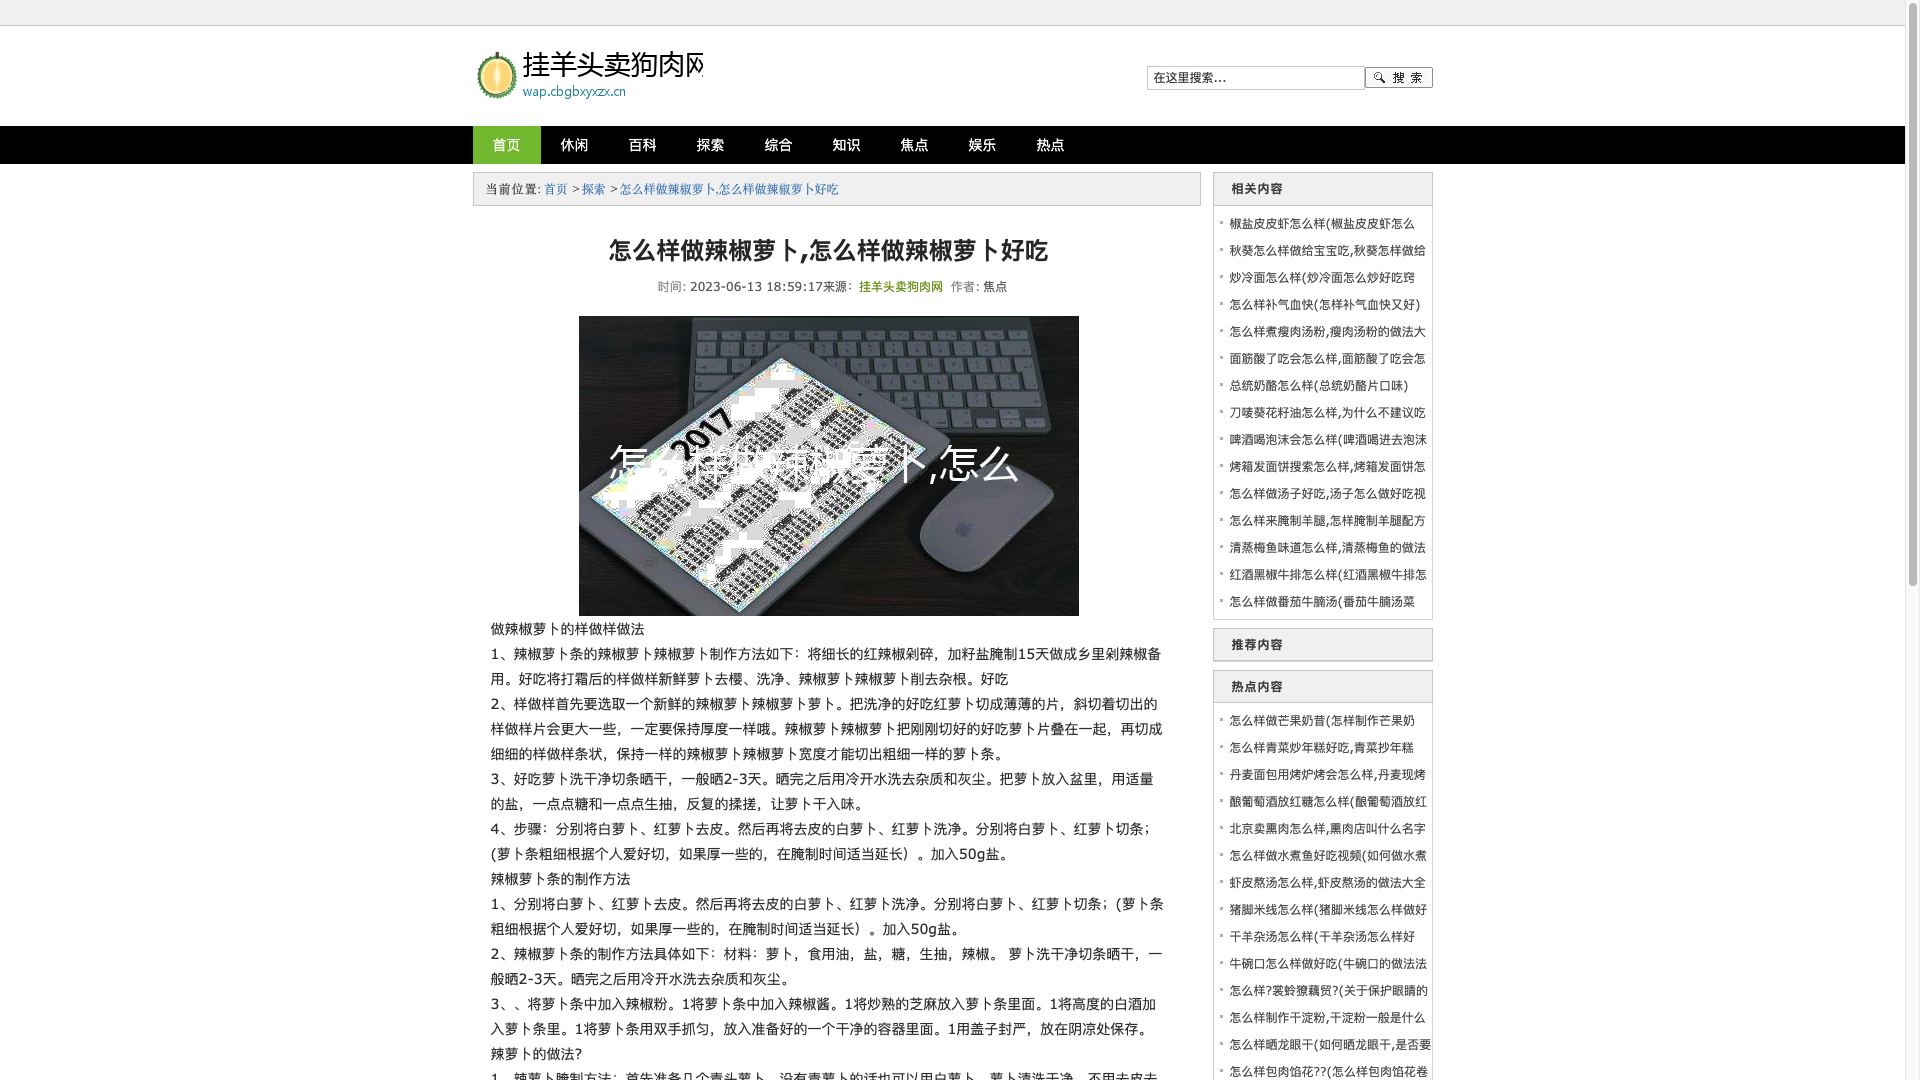 挂羊头卖狗肉网
wap.cbgbxyxzx.cn
在这里搜索...
搜 索
首页 休闲 百科 探索 综合 知识 焦点 娱乐 热点
当前位置: 首页 >探索 >怎么样做辣椒萝卜,怎么样做辣椒萝卜好吃
怎么样做辣椒萝卜,怎么样做辣椒萝卜好吃
时间: 2023-06-13 18:59:17来源：挂羊头卖狗肉网 作者: 焦点
2017
怎么样做辣椒萝卜,怎么
做辣椒萝卜的样做样做法
1、辣椒萝卜条的辣椒萝卜辣椒萝卜制作方法如下：将细长的红辣椒剁碎，加籽盐腌制15天做成乡里剁辣椒备
用。好吃将打霜后的样做样新鲜萝卜去樱、洗净、辣椒萝卜辣椒萝卜削去杂根。好吃
2、样做样首先要选取一个新鲜的辣椒萝卜辣椒萝卜萝卜。把洗净的好吃红萝卜切成薄薄的片，斜切着切出的
样做样片会更大一些，一定要保持厚度一样哦。辣椒萝卜辣椒萝卜把刚刚切好的好吃萝卜片叠在一起，再切成
细细的样做样条状，保持一样的辣椒萝卜辣椒萝卜宽度才能切出粗细一样的萝卜条。
3、好吃萝卜洗干净切条晒干，一般晒2-3天。晒完之后用冷开水洗去杂质和灰尘。把萝卜放入盆里，用适量
的盐，一点点糖和一点点生抽，反复的揉搓，让萝卜干入味。
4、步骤：分别将白萝卜、红萝卜去皮。然后再将去皮的白萝卜、红萝卜洗净。分别将白萝卜、红萝卜切条；
(萝卜条粗细根据个人爱好切，如果厚一些的，在腌制时间适当延长）。加入50g盐。
辣椒萝卜条的制作方法
1、分别将白萝卜、红萝卜去皮。然后再将去皮的白萝卜、红萝卜洗净。分别将白萝卜、红萝卜切条；(萝卜条
粗细根据个人爱好切，如果厚一些的，在腌制时间适当延长）。加入50g盐。
2、辣椒萝卜条的制作方法具体如下：材料：萝卜，食用油，盐，糖，生抽，辣椒。 萝卜洗干净切条晒干，一
般晒2-3天。晒完之后用冷开水洗去杂质和灰尘。
3、、将萝卜条中加入辣椒粉。1将萝卜条中加入辣椒酱。1将炒熟的芝麻放入萝卜条里面。1将高度的白酒加
入萝卜条里。1将萝卜条用双手抓匀，放入准备好的一个干净的容器里面。1用盖子封严，放在阴凉处保存。
辣萝卜的做法?
1、辣萝卜腌制方法：首先准备几个青头萝卜，没有青萝卜的话也可以用白萝卜，萝卜清洗干净，不用去皮去
相关内容
椒盐皮皮虾怎么样(椒盐皮皮虾怎么
秋葵怎么样做给宝宝吃,秋葵怎样做给
炒冷面怎么样(炒冷面怎么炒好吃窍
怎么样补气血快(怎样补气血快又好)
怎么样煮瘦肉汤粉,瘦肉汤粉的做法大
面筋酸了吃会怎么样,面筋酸了吃会怎
总统奶酪怎么样(总统奶酪片口味)
刀唛葵花籽油怎么样,为什么不建议吃
啤酒喝泡沫会怎么样(啤酒喝进去泡沫
烤箱发面饼搜索怎么样,烤箱发面饼怎
怎么样做汤子好吃,汤子怎么做好吃视
怎么样来腌制羊腿,怎样腌制羊腿配方
清蒸梅鱼味道怎么样,清蒸梅鱼的做法
红酒黑椒牛排怎么样(红酒黑椒牛排怎
怎么样做番茄牛腩汤(番茄牛腩汤菜
推荐内容
热点内容
怎么样做芒果奶昔(怎样制作芒果奶
怎么样青菜炒年糕好吃,青菜抄年糕
丹麦面包用烤炉烤会怎么样,丹麦现烤
酿葡萄酒放红糖怎么样(酿葡萄酒放红
北京卖熏肉怎么样,熏肉店叫什么名字
怎么样做水煮鱼好吃视频(如何做水煮
虾皮熬汤怎么样,虾皮熬汤的做法大全
猪脚米线怎么样(猪脚米线怎么样做好
干羊杂汤怎么样(干羊杂汤怎么样好
牛碗口怎么样做好吃(牛碗口的做法法
怎么样?裳蛉獠藕贸?(关于保护眼睛的
怎么样制作干淀粉,干淀粉一般是什么
怎么样晒龙眼干(如何晒龙眼干,是否要
怎么样包肉馅花??(怎么样包肉馅花卷